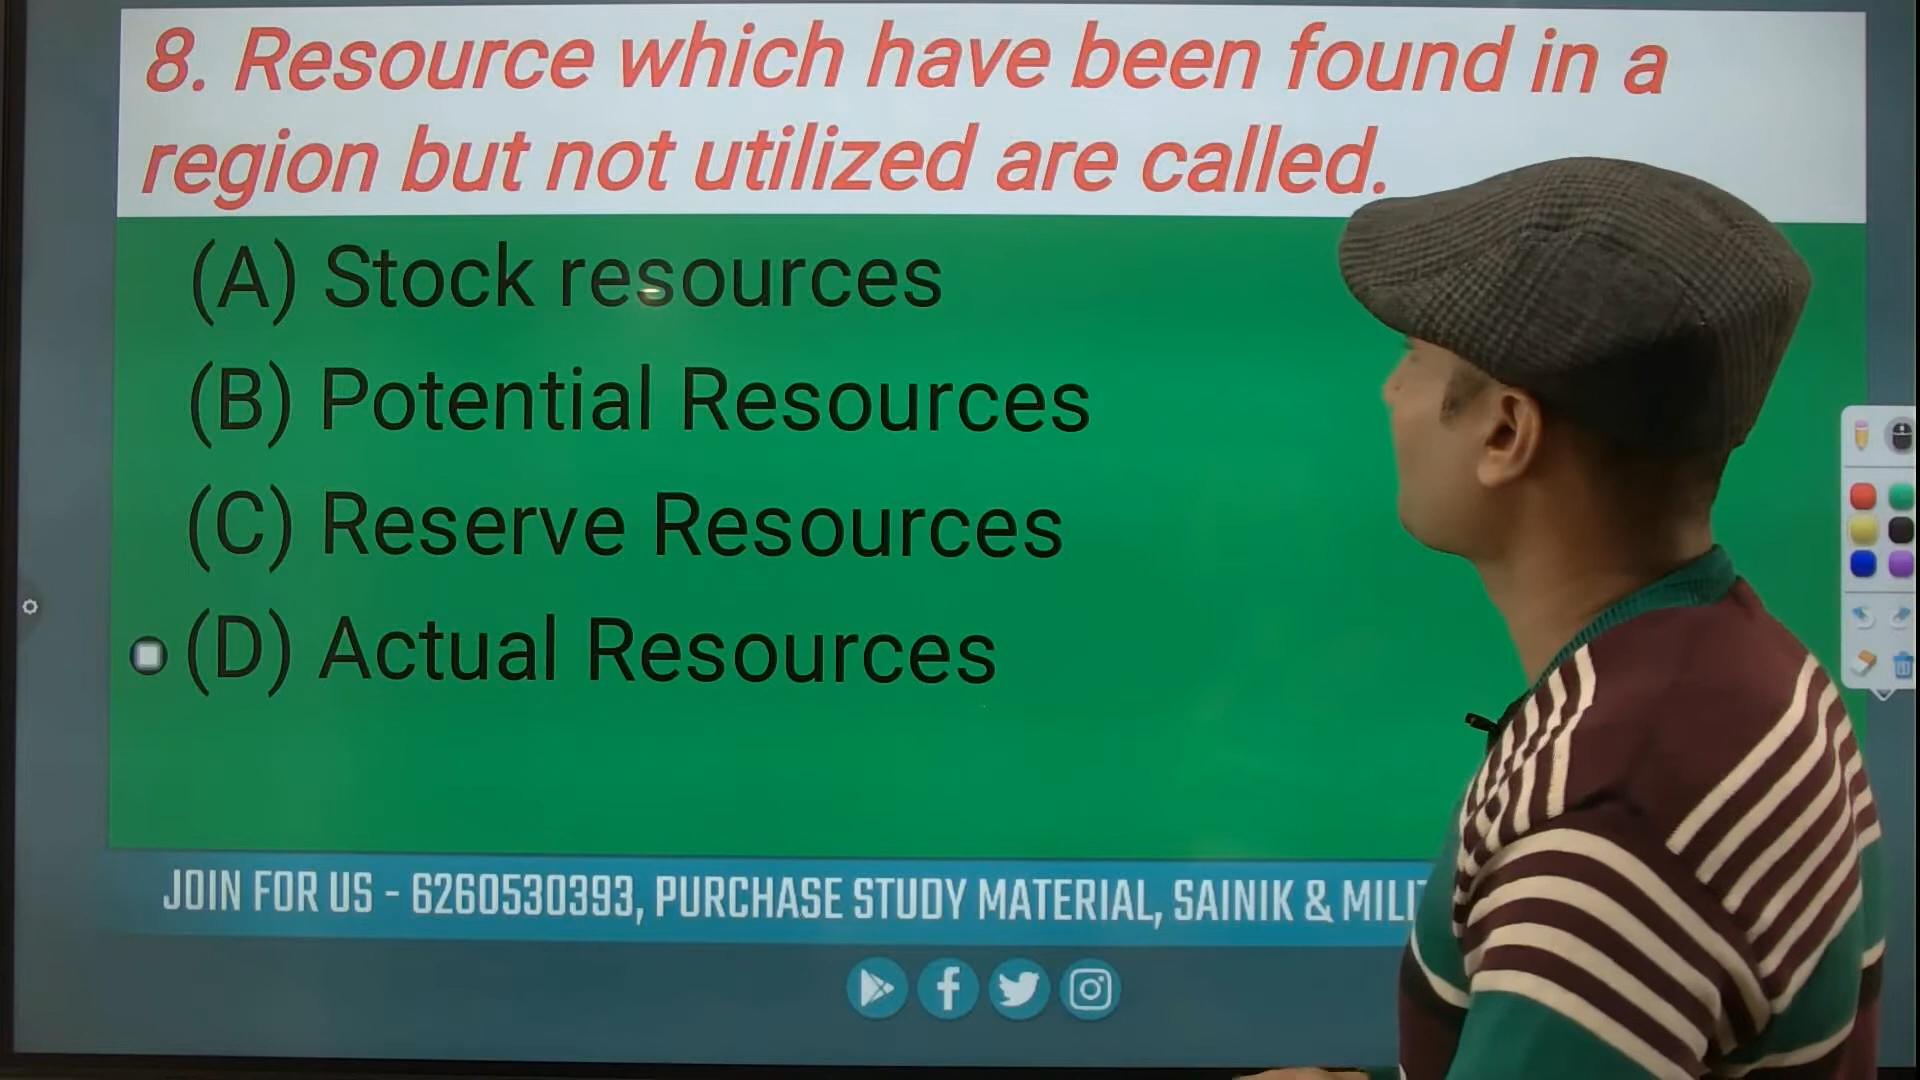 8. Resource which have been found in a
region but not utilized are called.
(A) Stock resources
(B) Potential Resources
(C) Reserve Resources
(D) Actual Resources
JOIN FOR US - 6260530393, PURCHASE STUDY MATERIAL, SAINIK &